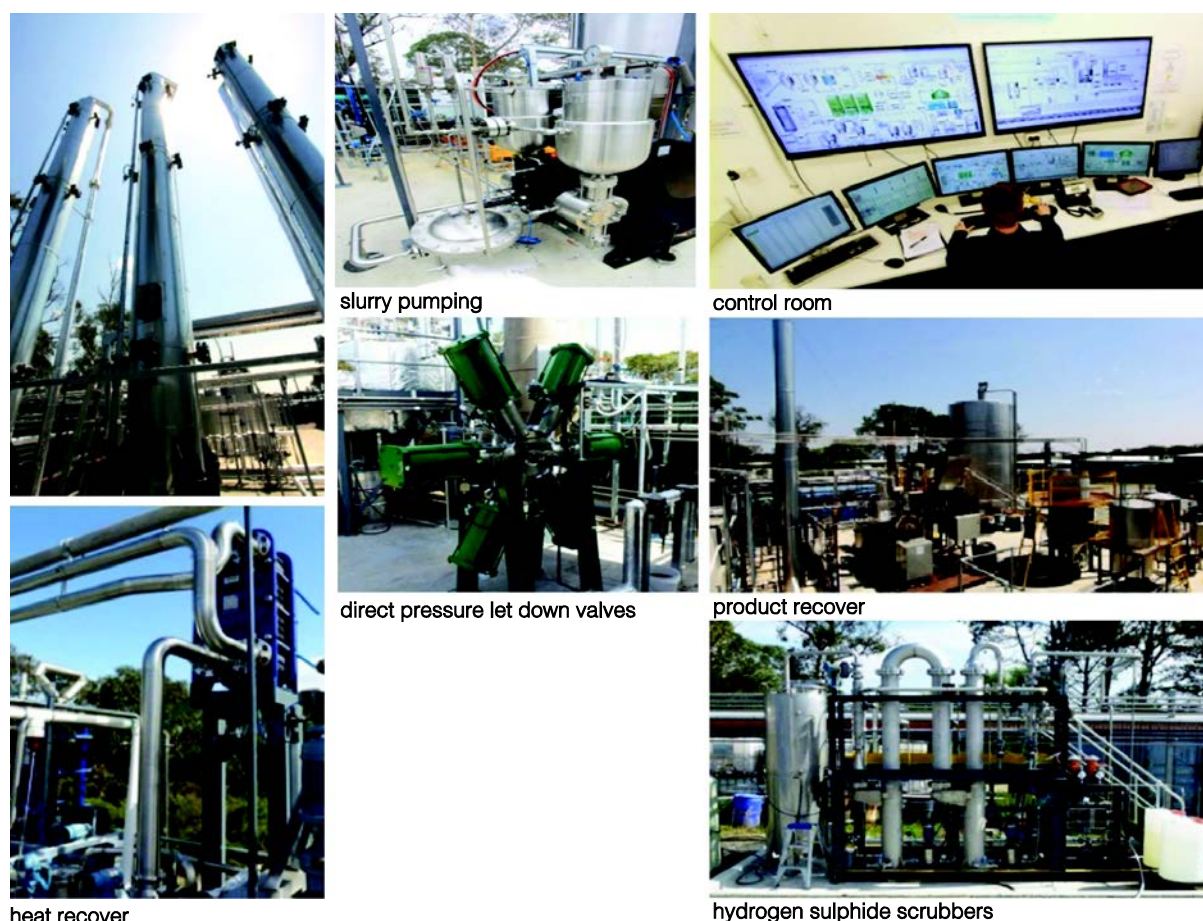 slurry pumping
control room
direct pressure let down valves
product recover
heat recover
hydrogen sulphide scrubbers